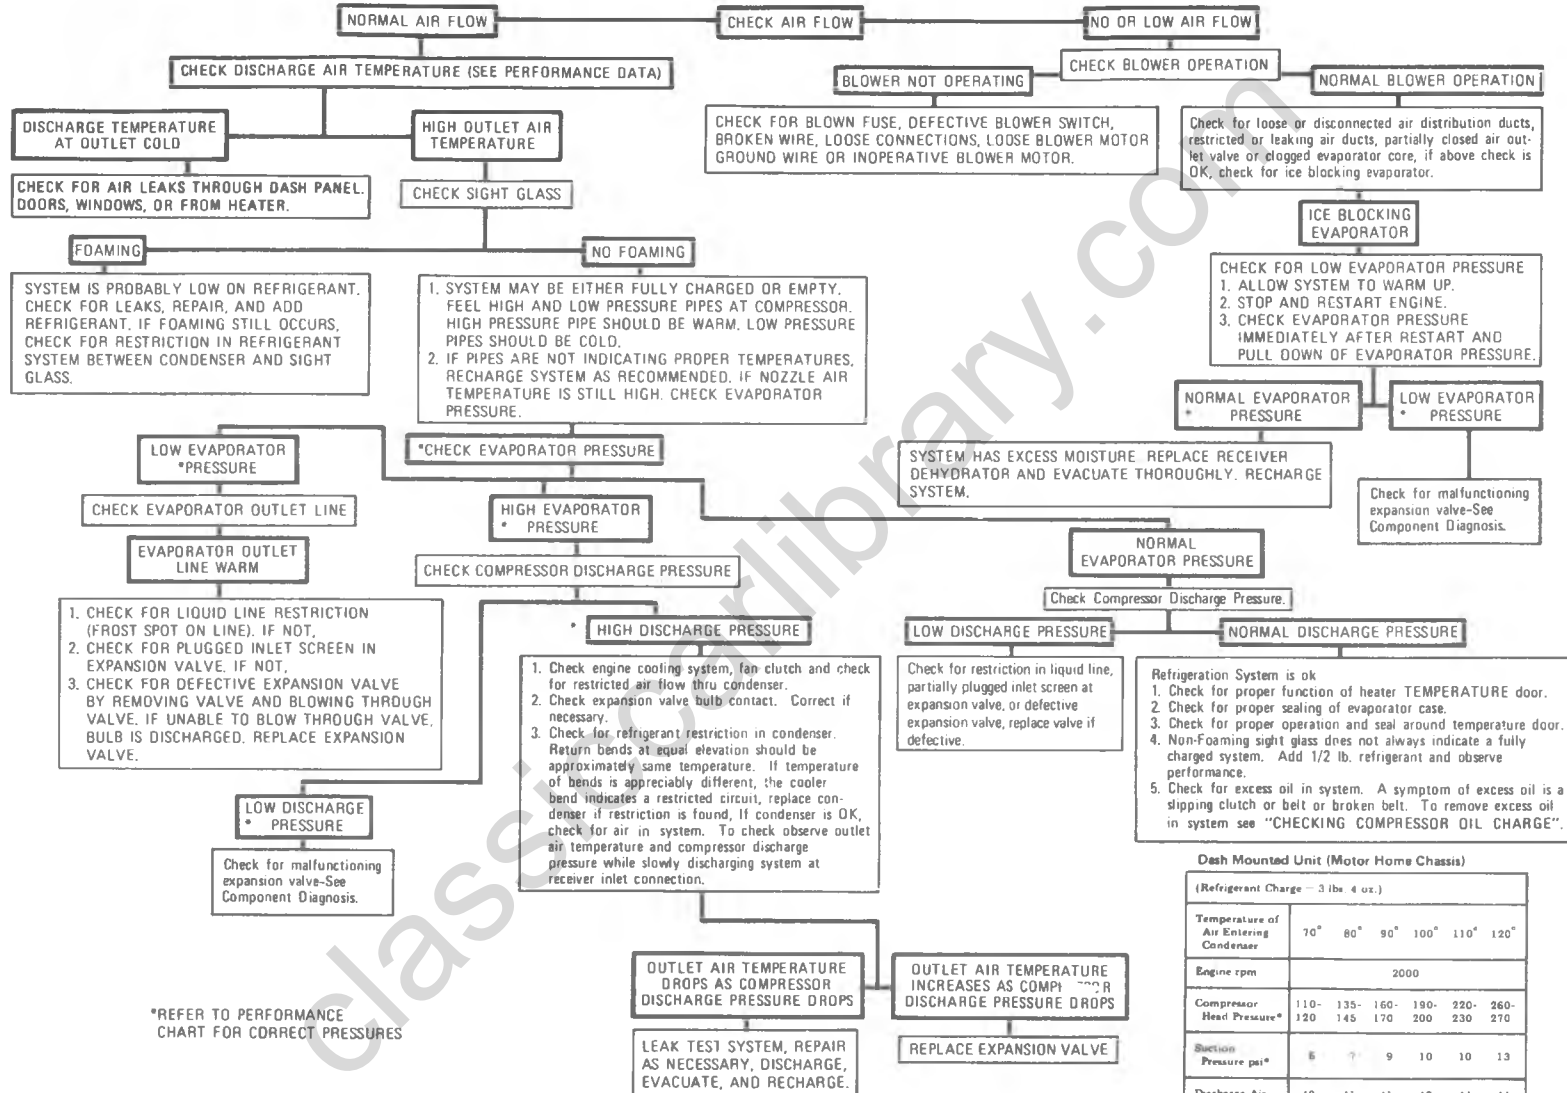 NORMAL AIR FLOW
CHECK AIR FLOW
NO OR LOW AIR FLOW
CHECK DISCHARGE AIR TEMPERATURE (SEE PERFORMANCE DATA)
CHECK BLOWER OPERATION
BLOWER NOT OPERATING
NORMAL BLOWER OPERATION
CHECK FOR BLOWN FUSE, DEFECTIVE BLOWER SWITCH,
BROKEN WIRE, LOOSE CONNECTIONS, LOOSE BLOWER MOTOR
GROUND WIRE OR INOPERATIVE BLOWER MOTOR.
Check for loose or disconnected air distribution ducts,
restricted or leaking air ducts, partially closed air out-
let valve or clogged evaporator core, if above check is
OK, check for ice blocking evaporator.
DISCHARGE TEMPERATURE
AT OUTLET COLD
HIGH OUTLET AIR
TEMPERATURE
CHECK FOR AIR LEAKS THROUGH DASH PANEL.
DOORS, WINDOWS, OR FROM HEATER.
CHECK SIGHT GLASS
ICE BLOCKING
EVAPORATOR
FOAMING
NO FOAMING
SYSTEM IS PROBABLY LOW ON REFRIGERANT.
CHECK FOR LEAKS, REPAIR, AND ADD
REFRIGERANT. IF FOAMING STILL OCCURS,
CHECK FOR RESTRICTION IN REFRIGERANT
SYSTEM BETWEEN CONDENSER AND SIGHT
GLASS.
1. SYSTEM MAY BE EITHER FULLY CHARGED OR EMPTY.
FEEL HIGH AND LOW PRESSURE PIPES AT COMPRESSOR.
HIGH PRESSURE PIPE SHOULD BE WARM, LOW PRESSURE
PIPES SHOULD BE COLD.
2. IF PIPES ARE NOT INDICATING PROPER TEMPERATURES,
RECHARGE SYSTEM AS RECOMMENDED. IF NOZZLE AIR
TEMPERATURE IS STILL HIGH. CHECK EVAPORATOR
PRESSURE.
CHECK FOR LOW EVAPORATOR PRESSURE
1. ALLOW SYSTEM TO WARM UP.
2. STOP AND RESTART ENGINE.
3. CHECK EVAPORATOR PRESSURE
IMMEDIATELY AFTER RESTART AND
PULL DOWN OF EVAPORATOR PRESSURE.
NORMAL EVAPORATOR
* PRESSURE
LOW EVAPORATOR
* PRESSURE
LOW EVAPORATOR
*PRESSURE
*CHECK EVAPORATOR PRESSURE
SYSTEM HAS EXCESS MOISTURE. REPLACE RECEIVER
DEHYDRATOR AND EVACUATE THOROUGHLY. RECHARGE
SYSTEM.
Check for malfunctioning
expansion valve-See
Component Diagnosis.
CHECK EVAPORATOR OUTLET LINE
HIGH EVAPORATOR
* PRESSURE
EVAPORATOR OUTLET
LINE WARM
NORMAL
EVAPORATOR PRESSURE
CHECK COMPRESSOR DISCHARGE PRESSURE
Check Compressor Discharge Pressure.
1. CHECK FOR LIQUID LINE RESTRICTION
(FROST SPOT ON LINE). IF NOT,
2. CHECK FOR PLUGGED INLET SCREEN IN
EXPANSION VALVE. IF NOT,
3. CHECK FOR DEFECTIVE EXPANSION VALVE
BY REMOVING VALVE AND BLOWING THROUGH
VALVE. IF UNABLE TO BLOW THROUGH VALVE,
BULB IS DISCHARGED. REPLACE EXPANSION
VALVE.
* HIGH DISCHARGE PRESSURE
LOW DISCHARGE PRESSURE
NORMAL DISCHARGE PRESSURE
1. Check engine cooling system, fan clutch and check
for restricted air flow thru condenser.
2. Check expansion valve bulb contact. Correct if
necessary.
3. Check for refrigerant restriction in condenser.
Return bends at equal elevation should be
approximately same temperature. If temperature
of bends is appreciably different, the cooler
bend indicates a restricted circuit, replace con-
denser if restriction is found, If condenser is OK,
check for air in system. To check observe outlet
air temperature and compressor discharge
pressure while slowly discharging system at
receiver inlet connection.
Check for restriction in liquid line,
partially plugged inlet screen at
expansion valve, or defective
expansion valve, replace valve if
defective.
Refrigeration System is ok
1. Check for proper function of heater TEMPERATURE door.
2. Check for proper sealing of evaporator case.
3. Check for proper operation and seal around temperature door.
4. Non-Foaming sight glass does not always indicate a fully
charged system. Add 1/2 lb. refrigerant and observe
performance.
5. Check for excess oil in system. A symptom of excess oil is a
slipping clutch or belt or broken belt. To remove excess oil
in system see "CHECKING COMPRESSOR OIL CHARGE".
LOW DISCHARGE
* PRESSURE
Check for malfunctioning
expansion valve-See
Component Diagnosis.
Dash Mounted Unit (Motor Home Chassis)
(Refrigerant Charge - 3 lbs. 4 oz.)
Temperature of
Air Entering
Condenser
70° 80° 90° 100° 110° 120°
Engine rpm 2000
Compressor
Head Pressure*
110- 135- 160- 190- 220- 260-
120 145 170 200 230 270
Suction
Pressure psi*
9 10 10 13
Discharge Air
OUTLET AIR TEMPERATURE
DROPS AS COMPRESSOR
DISCHARGE PRESSURE DROPS
OUTLET AIR TEMPERATURE
INCREASES AS
DISCHARGE PRESSURE DROPS
LEAK TEST SYSTEM, REPAIR
AS NECESSARY, DISCHARGE,
EVACUATE, AND RECHARGE.
REPLACE EXPANSION VALVE
*REFER TO PERFORMANCE
CHART FOR CORRECT PRESSURES
classiccarlibrary.com